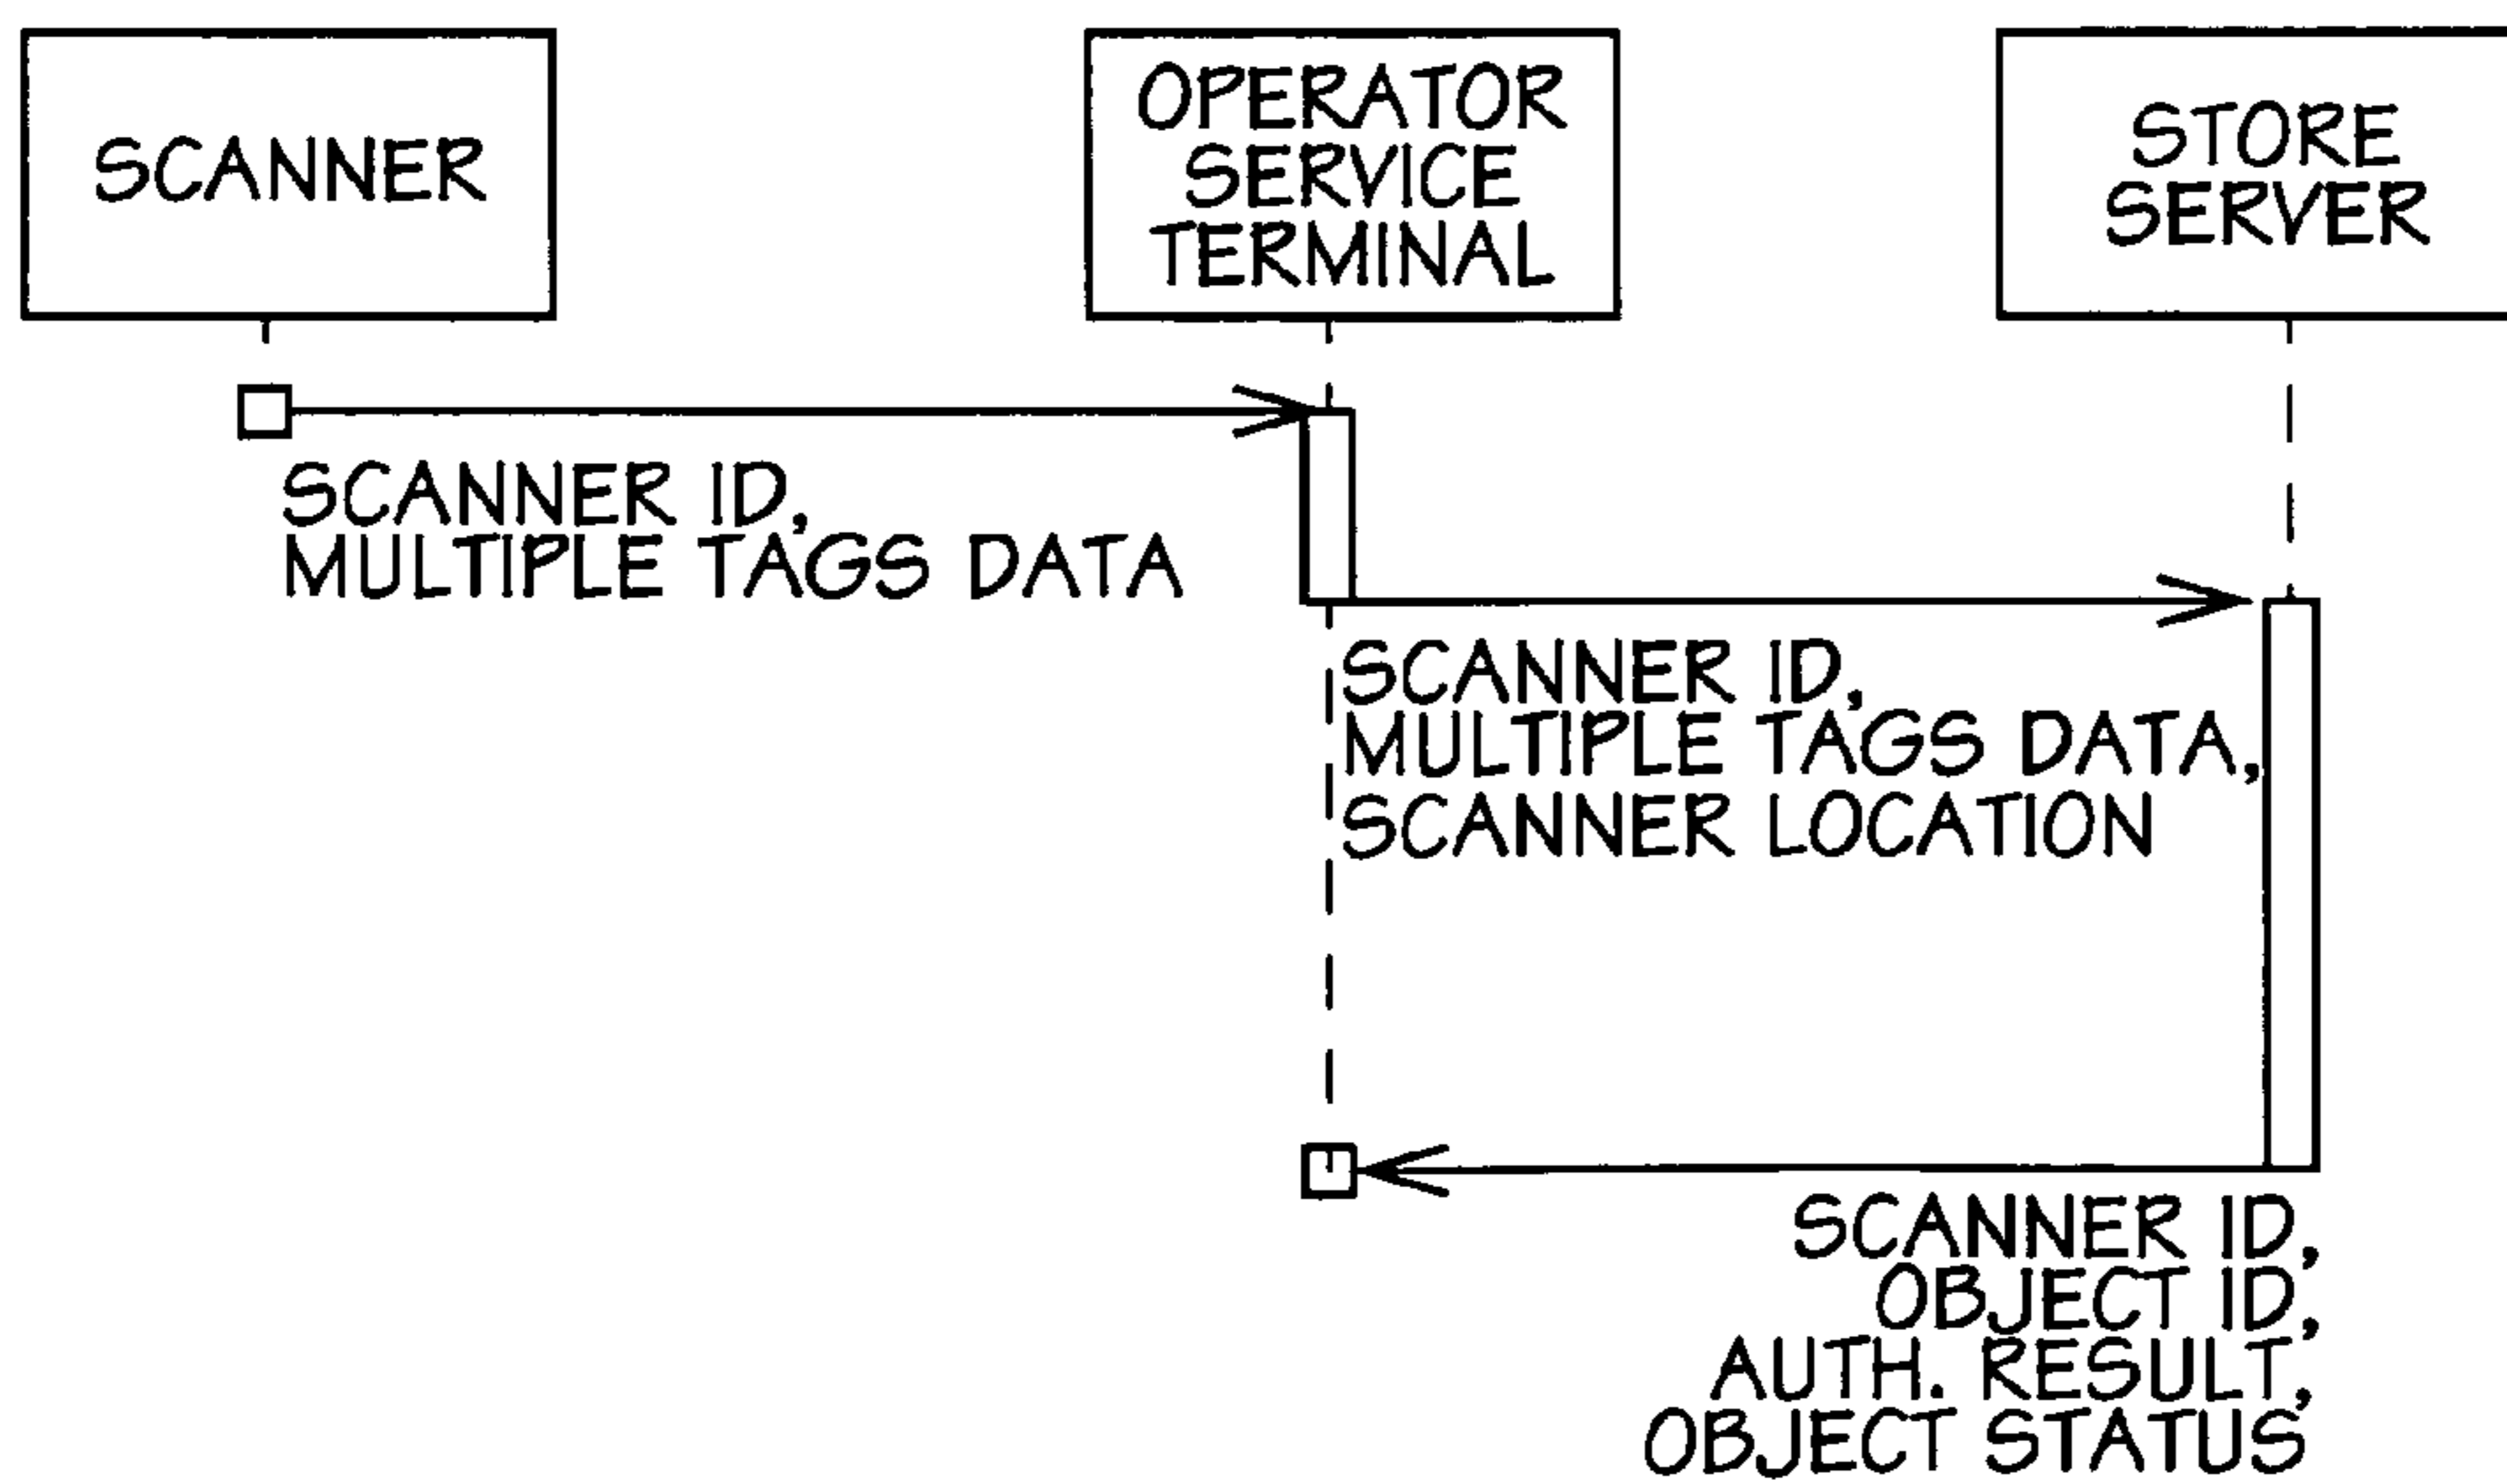 SCANNER
OPERATOR
SERVICE
TERMINAL
STORE
SERVER
SCANNER ID,
MULTIPLE TAGS DATA
SCANNER ID,
MULTIPLE TAGS DATA,
SCANNER LOCATION
SCANNER ID,
OBJECT ID,
AUTH. RESULT,
OBJECT STATUS